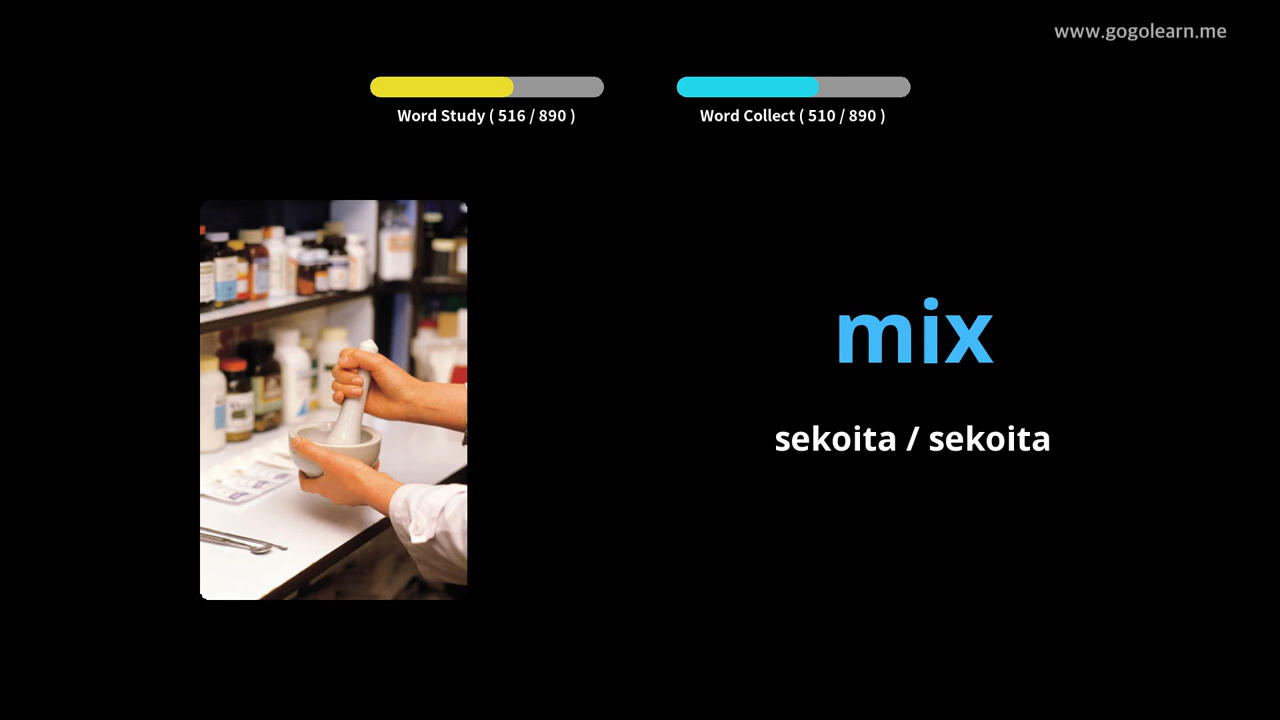 www.gogolearn.me
Word Study ( 516 / 890 )
Word Collect ( 510 / 890 )
mix
sekoita / sekoita